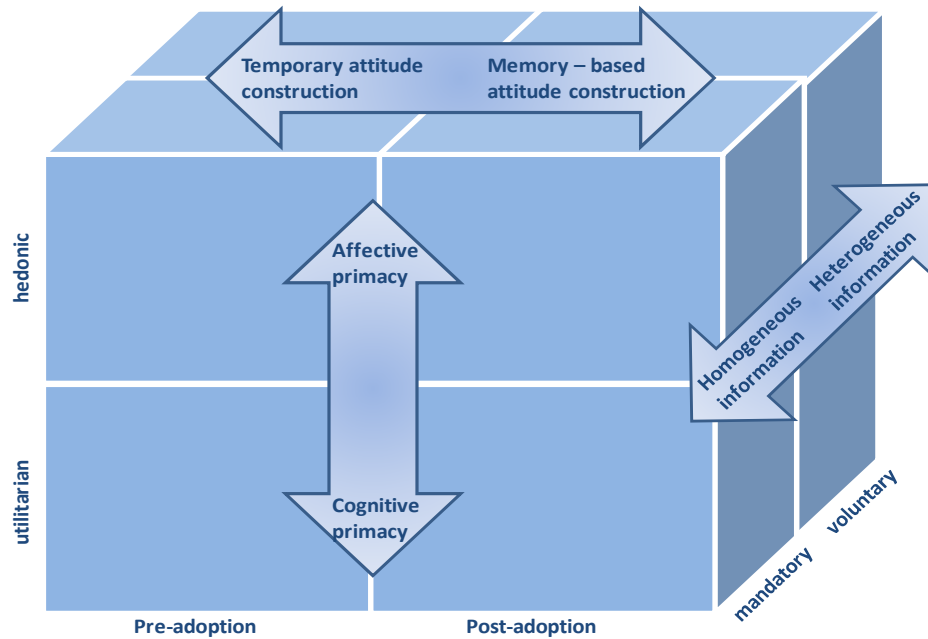 Temporary attitude
construction
Memory – based
attitude construction
hedonic
Affective
primacy
Homogeneous
information
Heterogeneous
information
utilitarian
Cognitive
primacy
mandatory
voluntary
Pre-adoption
Post-adoption